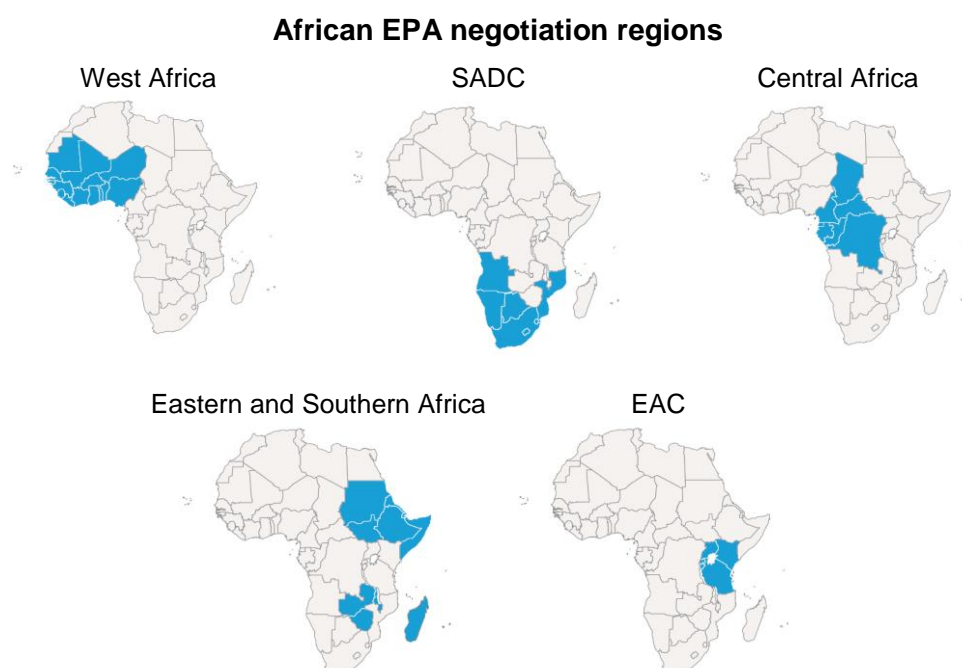 African EPA negotiation regions
West Africa
SADC
Central Africa
Eastern and Southern Africa
EAC